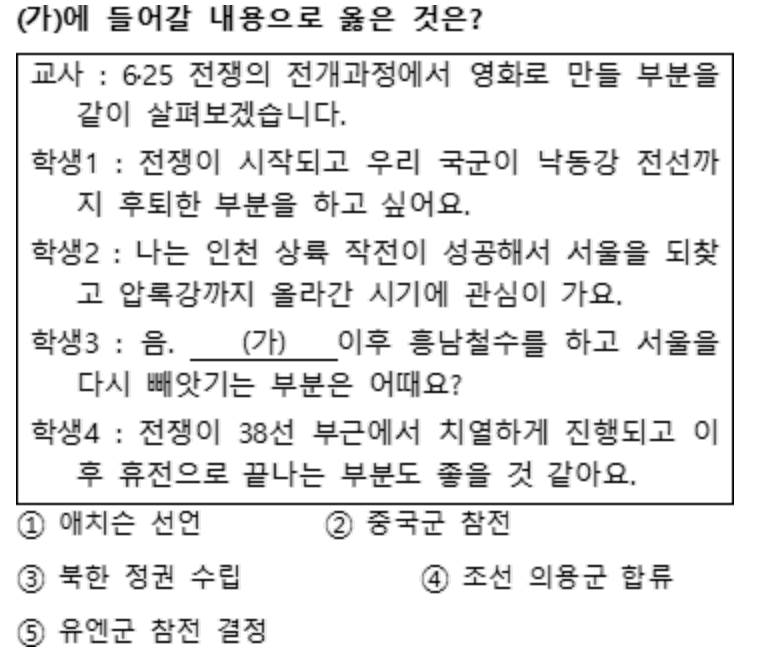 (가)에 들어갈 내용으로 옳은 것은?
교사 : 6·25 전쟁의 전개과정에서 영화로 만들 부분을
같이 살펴보겠습니다.
학생1 : 전쟁이 시작되고 우리 국군이 낙동강 전선까
지 후퇴한 부분을 하고 싶어요.
학생2 : 나는 인천 상륙 작전이 성공해서 서울을 되찾
고 압록강까지 올라간 시기에 관심이 가요.
학생3 : 음. (가) 이후 흥남철수를 하고 서울을
다시 빼앗기는 부분은 어때요?
학생4 : 전쟁이 38선 부근에서 치열하게 진행되고 이
후 휴전으로 끝나는 부분도 좋을 것 같아요.
① 애치슨 선언 ② 중국군 참전
③ 북한 정권 수립 ④ 조선 의용군 합류
⑤ 유엔군 참전 결정